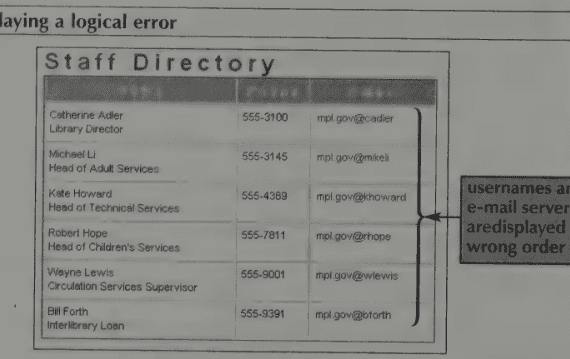 laying a logical error
Staff Directory
Catherine Adler 555-3100 mpl.gov@cadler
Library Director
Michael Li 555-3145 mpl.gov@mikeli
Head of Adult Services
Kate Howard 555-4389 mpl.gov@khoward
Head of Technical Services
Robert Hope 555-7811 mpl.gov@rhope
Head of Children's Services
Wayne Lewis 555-9001 mpl.gov@wlewis
Circulation Services Supervisor
Bill Forth 555-9391 mpl.gov@bforth
Interlibrary Loan
usernames an
e-mail server
aredisplayed
wrong order